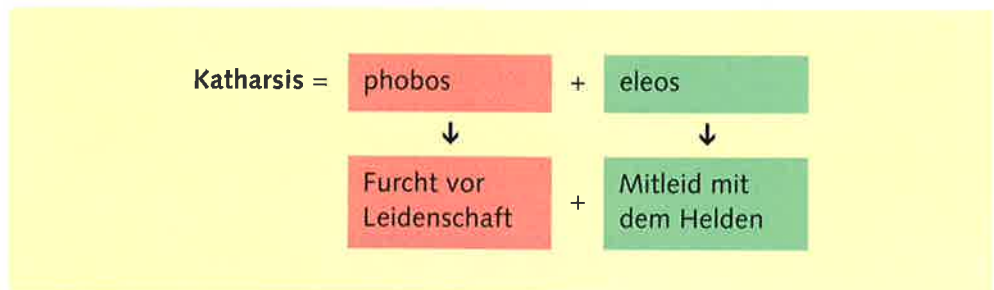 Katharsis = phobos + eleos
↓ ↓
Furcht vor Leidenschaft + Mitleid mit dem Helden